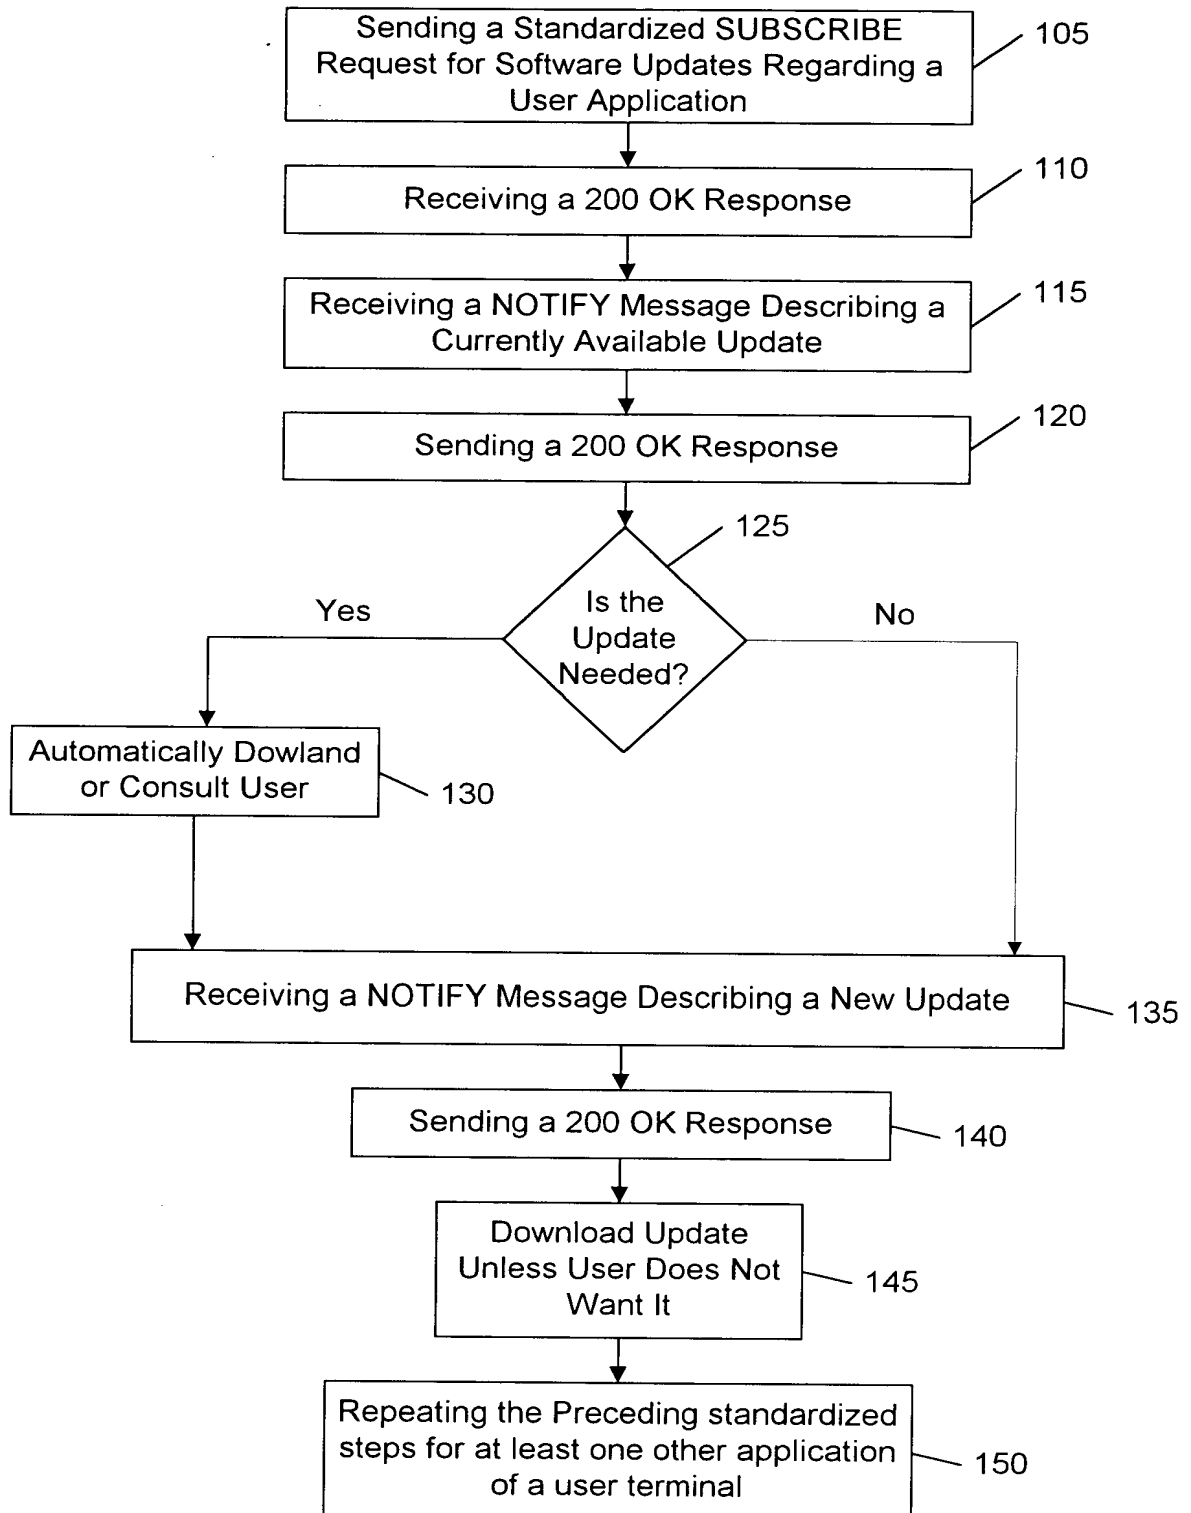 Sending a Standardized SUBSCRIBE
Request for Software Updates Regarding a
User Application
105
Receiving a 200 OK Response
110
Receiving a NOTIFY Message Describing a
Currently Available Update
115
Sending a 200 OK Response
120
125
Is the
Update
Needed?
Yes
No
Automatically Dowland
or Consult User
130
Receiving a NOTIFY Message Describing a New Update
135
Sending a 200 OK Response
140
Download Update
Unless User Does Not
Want It
145
Repeating the Preceding standardized
steps for at least one other application
of a user terminal
150